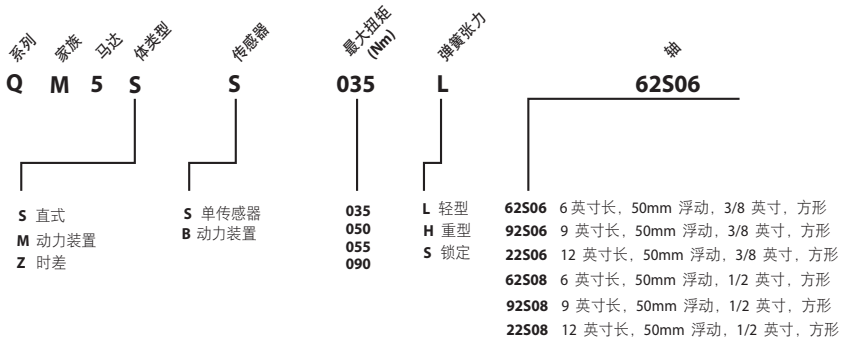 系列 家族 马达 体类型 传感器 最大扭矩 (Nm) 弹簧张力 轴
Q M 5 S S 035 L 62S06
S 直式
M 动力装置
Z 时差
S 单传感器
B 动力装置
035
050
055
090
L 轻型
H 重型
S 锁定
62S06 6 英寸长，50mm 浮动，3/8 英寸，方形
92S06 9 英寸长，50mm 浮动，3/8 英寸，方形
22S06 12 英寸长，50mm 浮动，3/8 英寸，方形
62S08 6 英寸长，50mm 浮动，1/2 英寸，方形
92S08 9 英寸长，50mm 浮动，1/2 英寸，方形
22S08 12 英寸长，50mm 浮动，1/2 英寸，方形